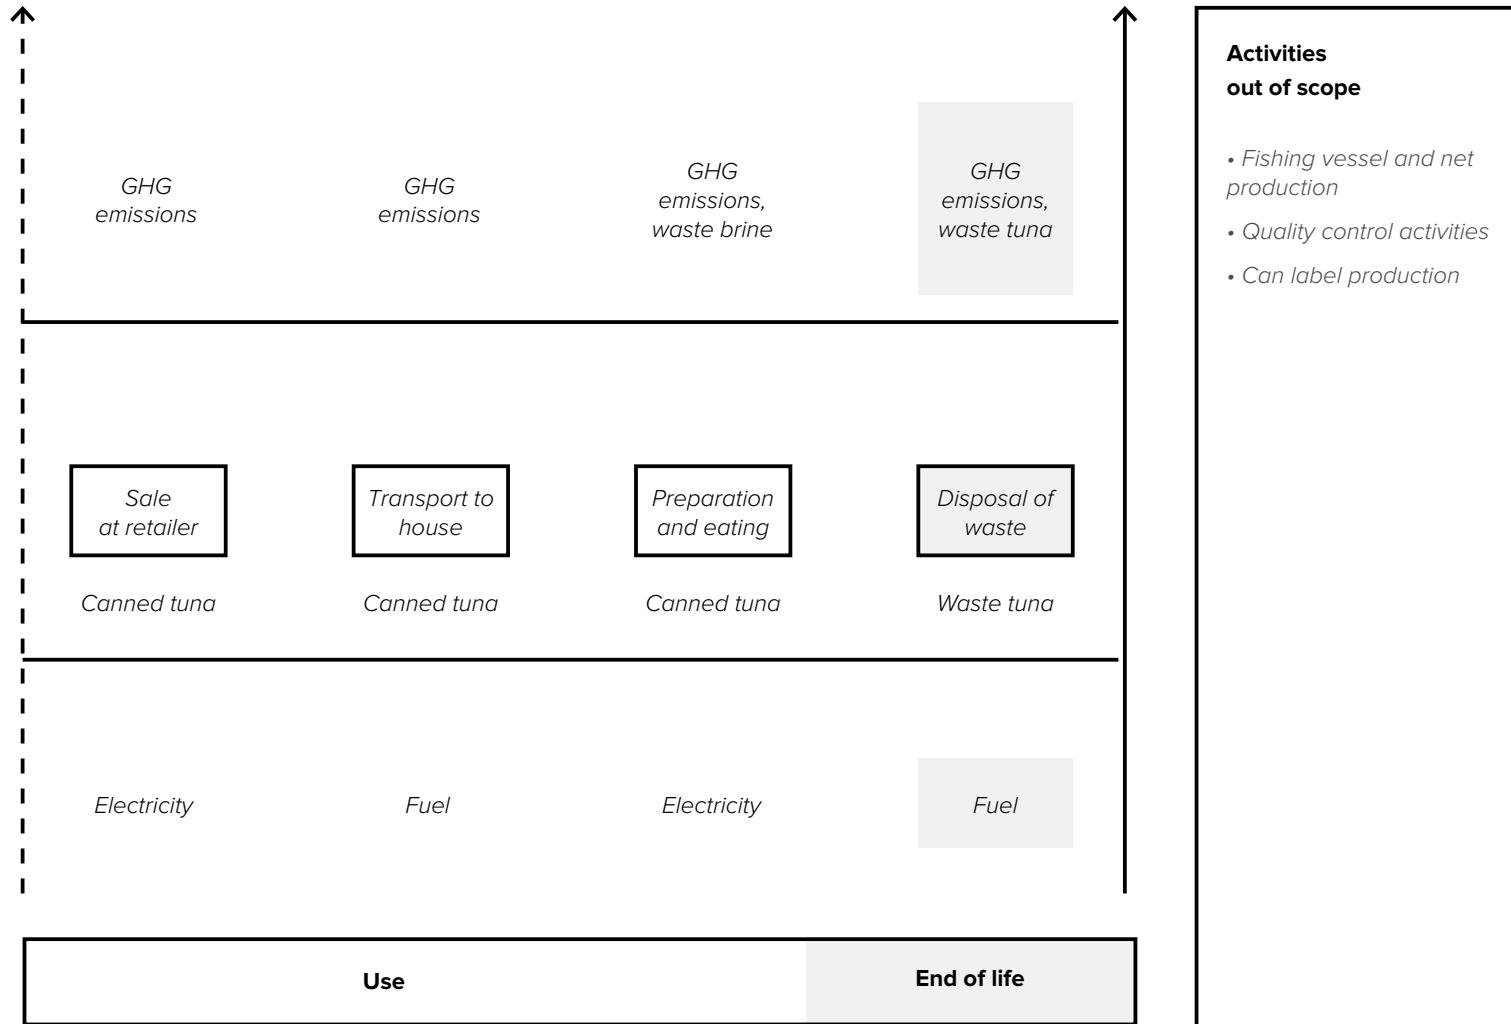 GHG
emissions
GHG
emissions
GHG
emissions,
waste brine
GHG
emissions,
waste tuna
Sale
at retailer
Transport to
house
Preparation
and eating
Disposal of
waste
Canned tuna
Canned tuna
Canned tuna
Waste tuna
Electricity
Fuel
Electricity
Fuel
Use
End of life
Activities
out of scope
• Fishing vessel and net
production
• Quality control activities
• Can label production